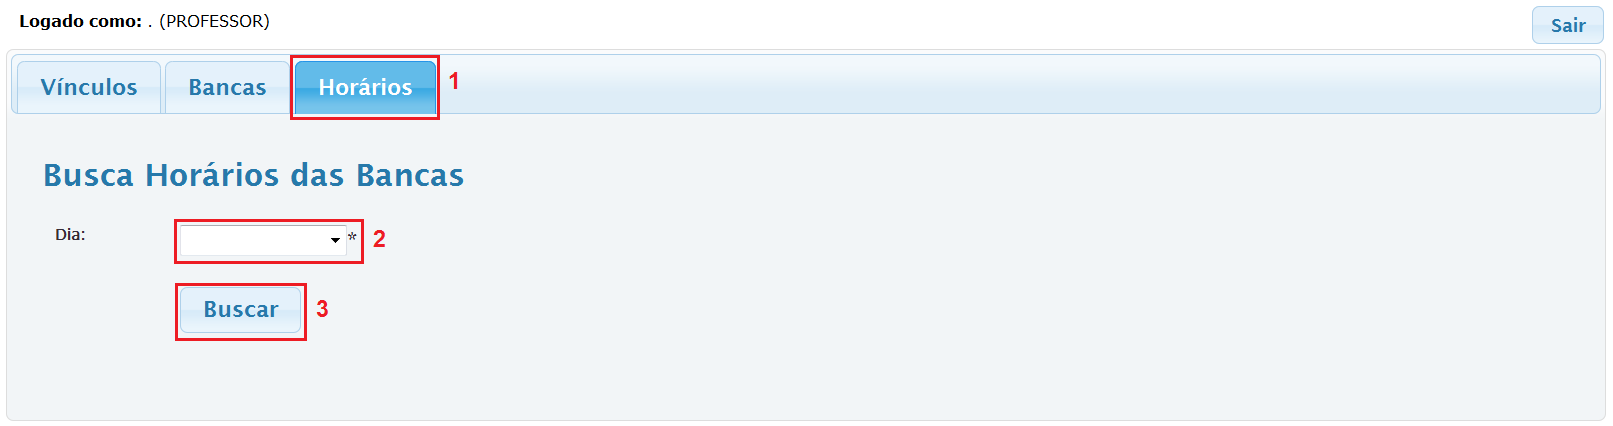 Logado como: . (PROFESSOR)
Sair
Vínculos
Bancas
Horários
1
Busca Horários das Bancas
Dia:
*
2
Buscar
3